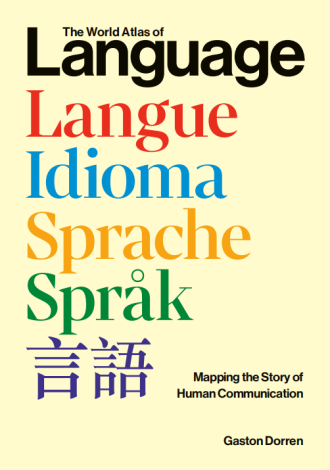 The World Atlas of
Language
Langue
Idioma
Sprache
Språk
言語
Mapping the Story of
Human Communication
Gaston Dorren